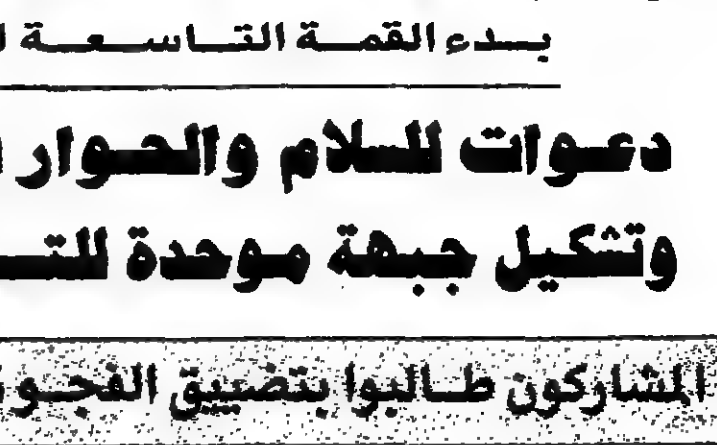 بدء القمة التاسعة
دعوات للسلام والحوار
وتشكيل جبهة موحدة
المشاركون طالبوا بتضييق